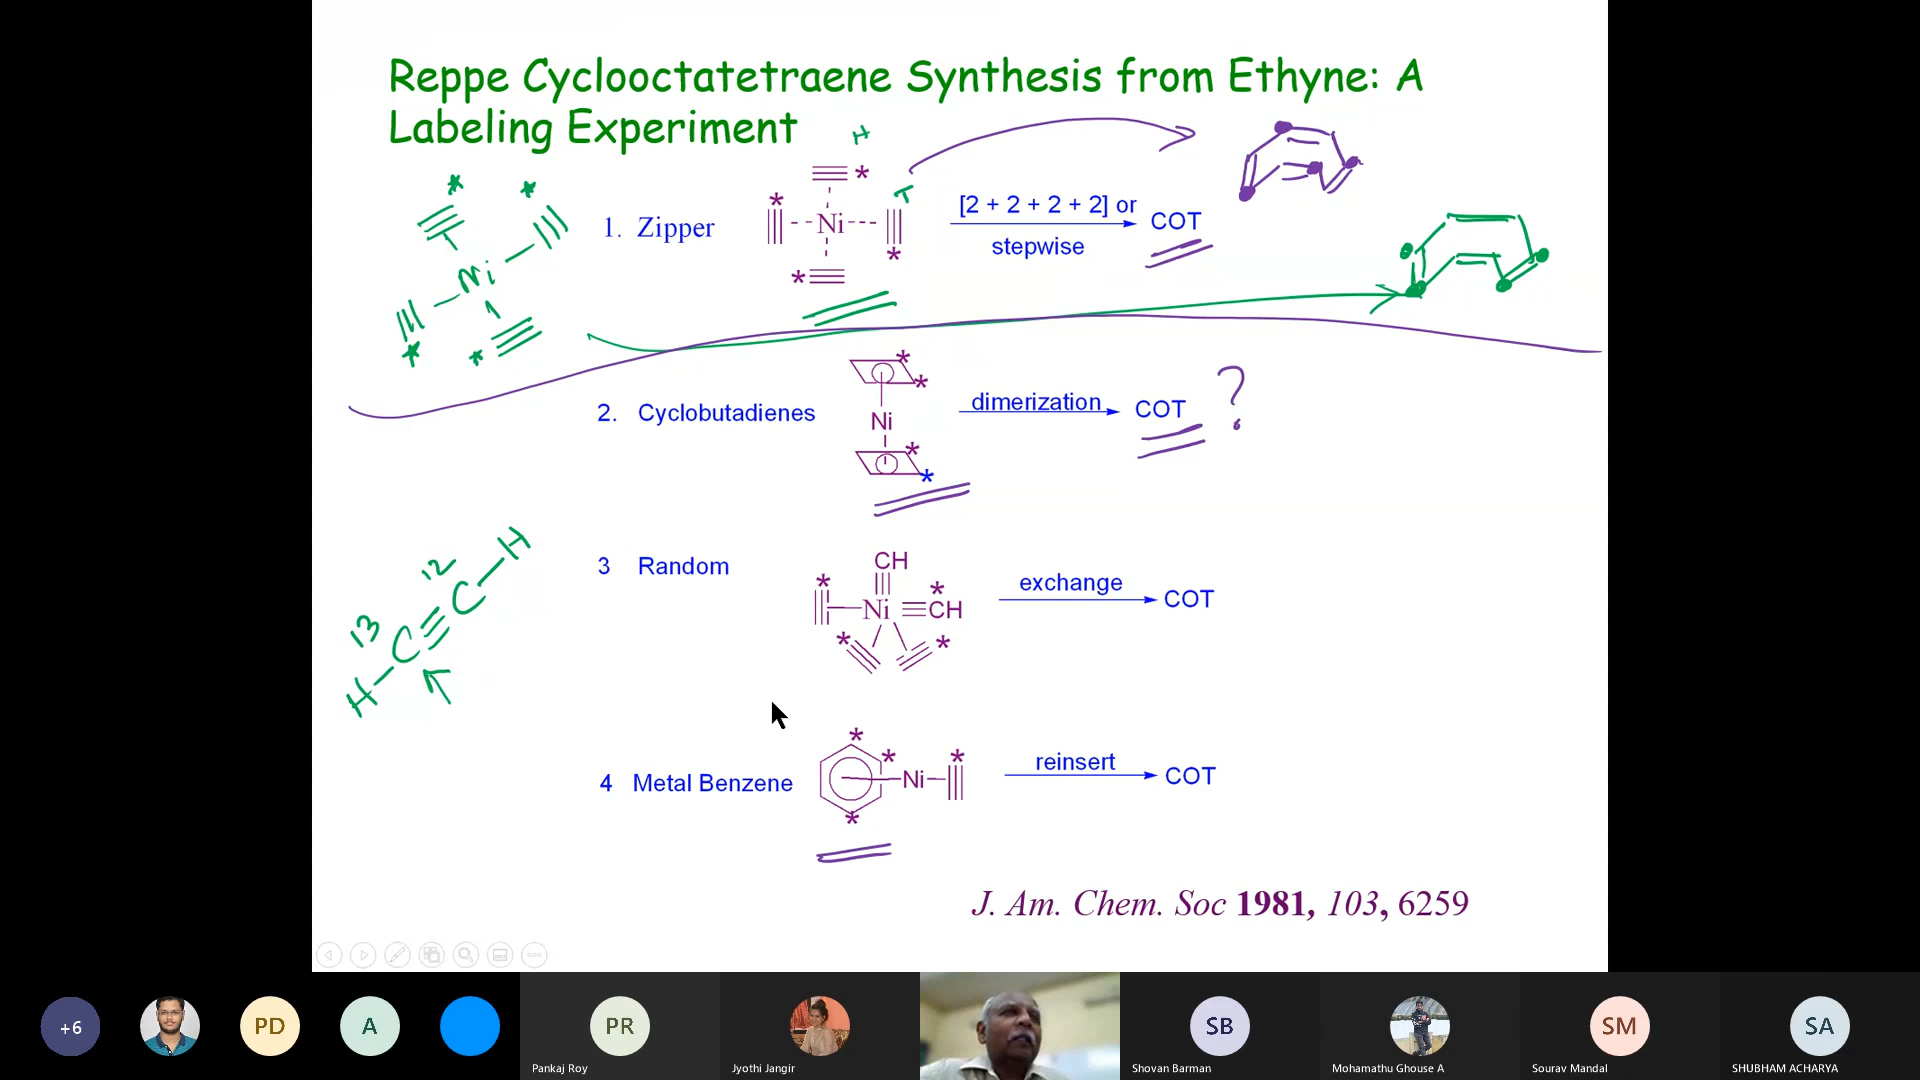 Reppe Cyclooctatetraene Synthesis from Ethyne: A
Labeling Experiment
H
* ≡ *
* * T
1. Zipper Ni [2 + 2 + 2 + 2] or COT
stepwise
Ni
*
* ≡
* *
2. Cyclobutadienes * * Ni * * dimerization COT ?
3 Random CH * Ni ≡CH * * * exchange COT
12 H
13 C≡C
H
4 Metal Benzene * * * Ni * reinsert COT
J. Am. Chem. Soc 1981, 103, 6259
+6 PD A PR SB SM SA
Pankaj Roy Jyothi Jangir Shovan Barman Mohamathu Ghouse A Sourav Mandal SHUBHAM ACHARYA